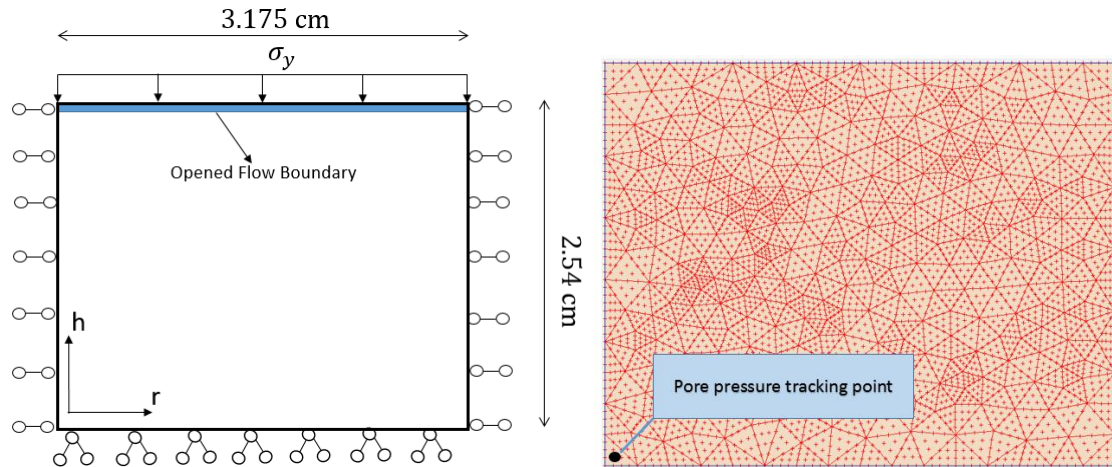 3.175 cm
σ_y
Opened Flow Boundary
2.54 cm
h
r
Pore pressure tracking point